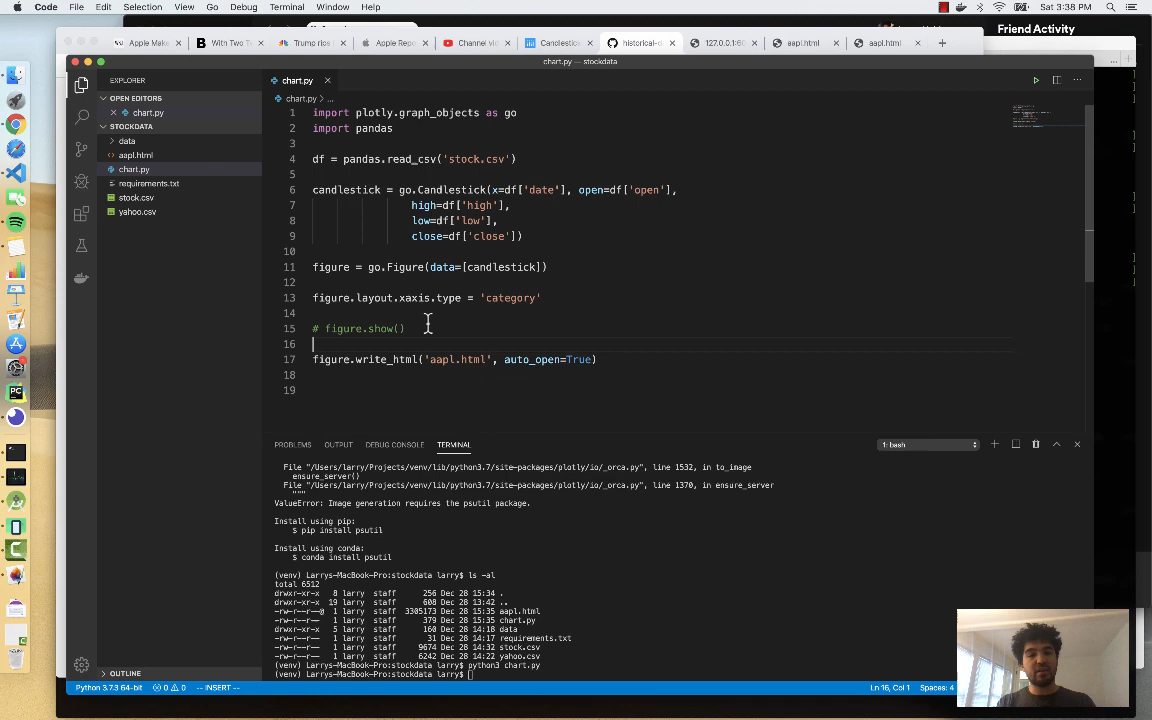 Code File Edit Selection View Go Debug Terminal Window Help Sat 3:38 PM
Friend Activity
Apple Make
With Two T
Trump rips
Apple Repo
Channel vid
Candlestick
historical-d
127.0.0.1:8
aapl.html
aapl.html
chart.py — stockdata
EXPLORER
OPEN EDITORS
chart.py
STOCKDATA
data
aapl.html
chart.py
requirements.txt
stock.csv
yahoo.csv
OUTLINE
chart.py
chart.py > ...
1 import plotly.graph_objects as go
2 import pandas
3
4 df = pandas.read_csv('stock.csv')
5
6 candlestick = go.Candlestick(x=df['date'], open=df['open'],
7 high=df['high'],
8 low=df['low'],
9 close=df['close'])
10
11 figure = go.Figure(data=[candlestick])
12
13 figure.layout.xaxis.type = 'category'
14
15 # figure.show()
16
17 figure.write_html('aapl.html', auto_open=True)
18
19
PROBLEMS OUTPUT DEBUG CONSOLE TERMINAL 1: bash
File "/Users/larry/Projects/venv/lib/python3.7/site-packages/plotly/io/_orca.py", line 1532, in to_image
ensure_server()
File "/Users/larry/Projects/venv/lib/python3.7/site-packages/plotly/io/_orca.py", line 1370, in ensure_server
"""
ValueError: Image generation requires the psutil package.
Install using pip:
$ pip install psutil
Install using conda:
$ conda install psutil
(venv) Larrys-MacBook-Pro:stockdata larry$ ls -al
total 6512
drwxr-xr-x 8 larry staff 256 Dec 28 15:34 .
drwxr-xr-x 19 larry staff 608 Dec 28 13:42 ..
-rw-r--r--@ 1 larry staff 3305173 Dec 28 15:35 aapl.html
-rw-r--r-- 1 larry staff 379 Dec 28 15:35 chart.py
drwxr-xr-x 5 larry staff 160 Dec 28 14:18 data
-rw-r--r-- 1 larry staff 31 Dec 28 14:17 requirements.txt
-rw-r--r-- 1 larry staff 9674 Dec 28 14:32 stock.csv
-rw-r--r-- 1 larry staff 6242 Dec 28 14:22 yahoo.csv
(venv) Larrys-MacBook-Pro:stockdata larry$ python3 chart.py
(venv) Larrys-MacBook-Pro:stockdata larry$
Python 3.7.3 64-bit 0 0 -- INSERT -- Ln 16, Col 1 Spaces: 4